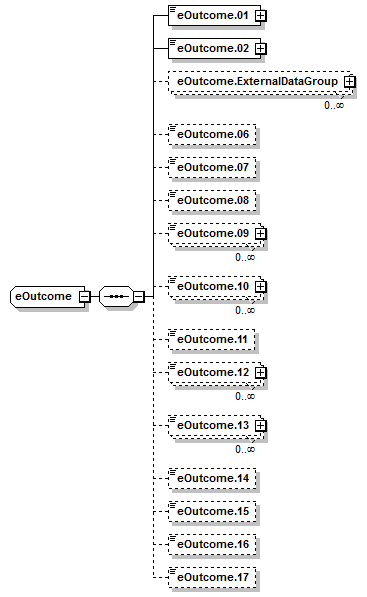 eOutcome.01
eOutcome.02
eOutcome.ExternalDataGroup
0..∞
eOutcome.06
eOutcome.07
eOutcome.08
eOutcome.09
0..∞
eOutcome
eOutcome.10
0..∞
eOutcome.11
eOutcome.12
0..∞
eOutcome.13
0..∞
eOutcome.14
eOutcome.15
eOutcome.16
eOutcome.17